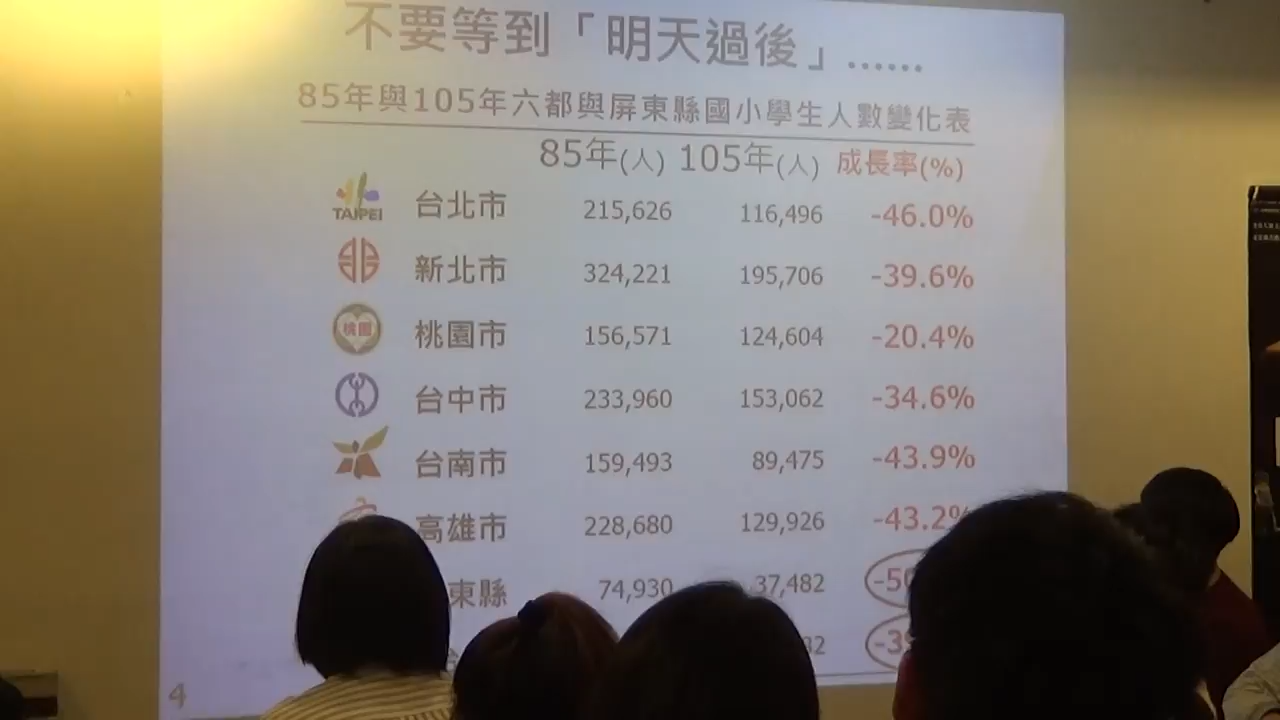 不要等到「明天過後」......
85年與105年六都與屏東縣國小學生人數變化表
85年(人) 105年(人) 成長率(%)
TAIPEI 台北市 215,626 116,496 -46.0%
新北市 324,221 195,706 -39.6%
桃園 桃園市 156,571 124,604 -20.4%
台中市 233,960 153,062 -34.6%
台南市 159,493 89,475 -43.9%
高雄市 228,680 129,926 -43.2%
東縣 74,930 37,482 -50
4